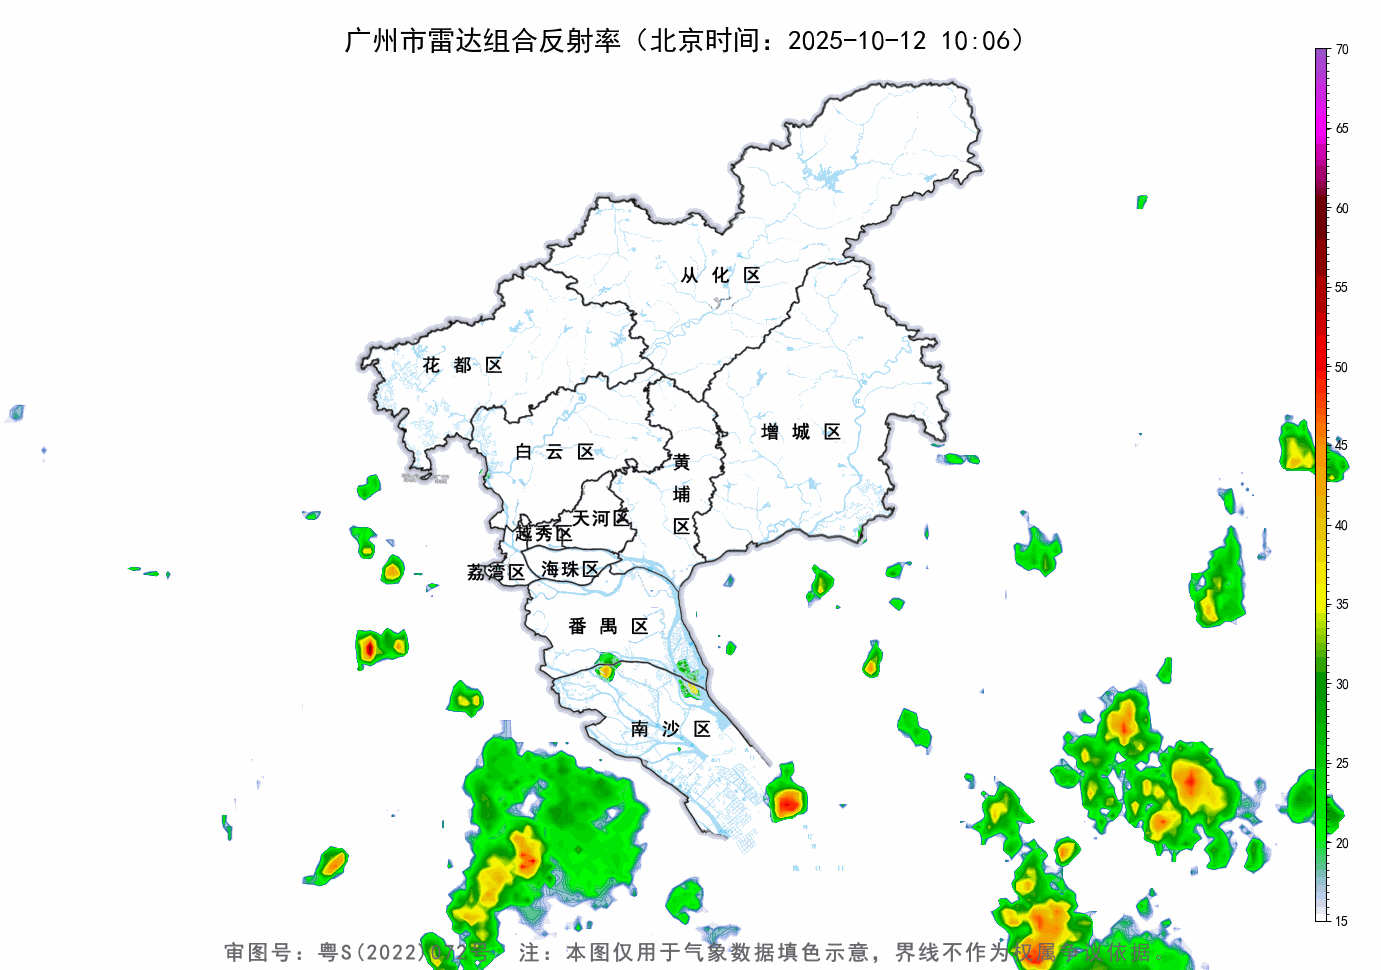 广州市雷达组合反射率（北京时间：2025-10-12 10:06）
70
65
60
55
50
45
40
35
30
25
20
15
从化区
花都区
增城区
白云区
黄埔区
天河区
越秀区
荔湾区
海珠区
番禺区
南沙区
审图号：粤S(2022)072号 注：本图仅用于气象数据填色示意，界线不作为权属争议依据。